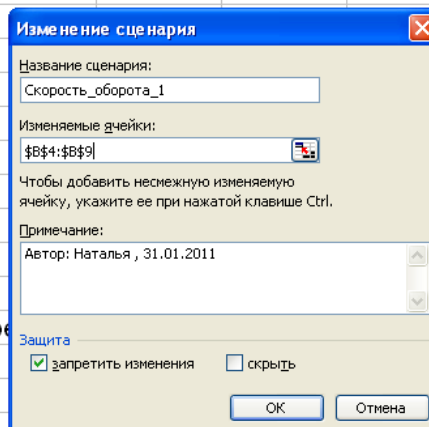 Изменение сценария
Название сценария:
Скорость_оборота_1
Изменяемые ячейки:
$B$4:$B$9
Чтобы добавить несмежную изменяемую
ячейку, укажите ее при нажатой клавише Ctrl.
Примечание:
Автор: Наталья , 31.01.2011
Защита
запретить изменения скрыть
ОК Отмена